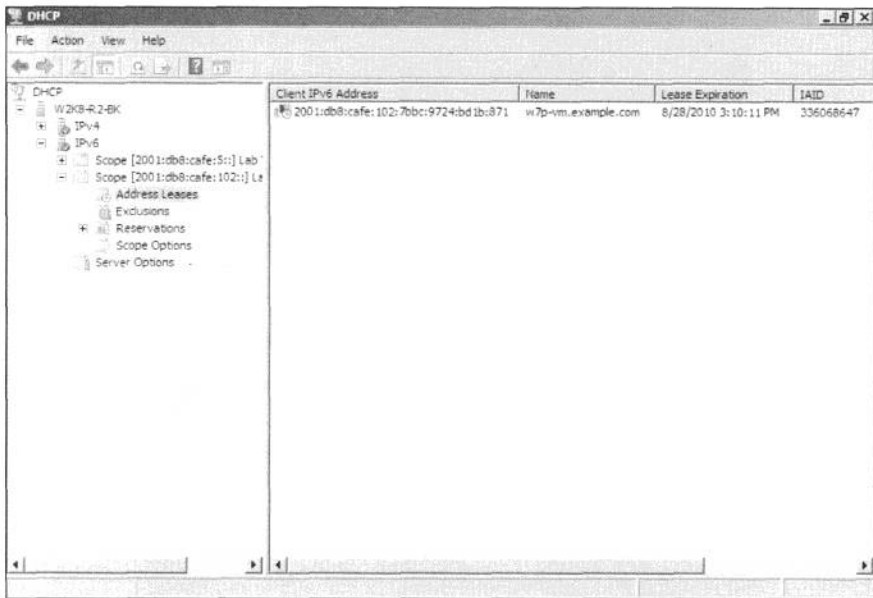 DHCP
File Action View Help
DHCP
W2K8-R2-BK
IPv4
IPv6
Scope [2001:db8:cafe:5::] Lab
Scope [2001:db8:cafe:102::] La
Address Leases
Exclusions
Reservations
Scope Options
Server Options
Client IPv6 Address Name Lease Expiration IAID
2001:db8:cafe:102:7bbc:9724:bd1b:871 w7p-vm.example.com 8/28/2010 3:10:11 PM 336068647